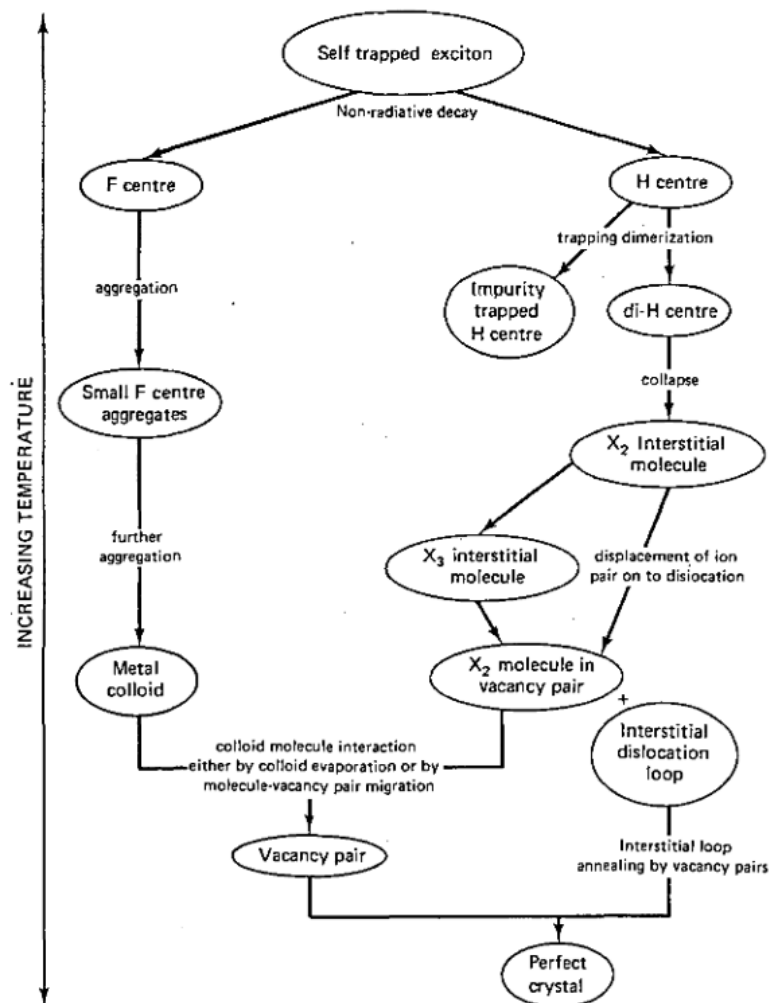 Self trapped exciton
Non-radiative decay
F centre
H centre
trapping dimerization
aggregation
Impurity
trapped
H centre
di-H centre
collapse
Small F centre
aggregates
X₂ Interstitial
molecule
INCREASING TEMPERATURE
further
aggregation
X₃ interstitial
molecule
displacement of ion
pair on to dislocation
Metal
colloid
X₂ molecule in
vacancy pair
+
Interstitial
dislocation
loop
colloid molecule interaction
either by colloid evaporation or by
molecule-vacancy pair migration
Vacancy pair
Interstitial loop
annealing by vacancy pairs
Perfect
crystal